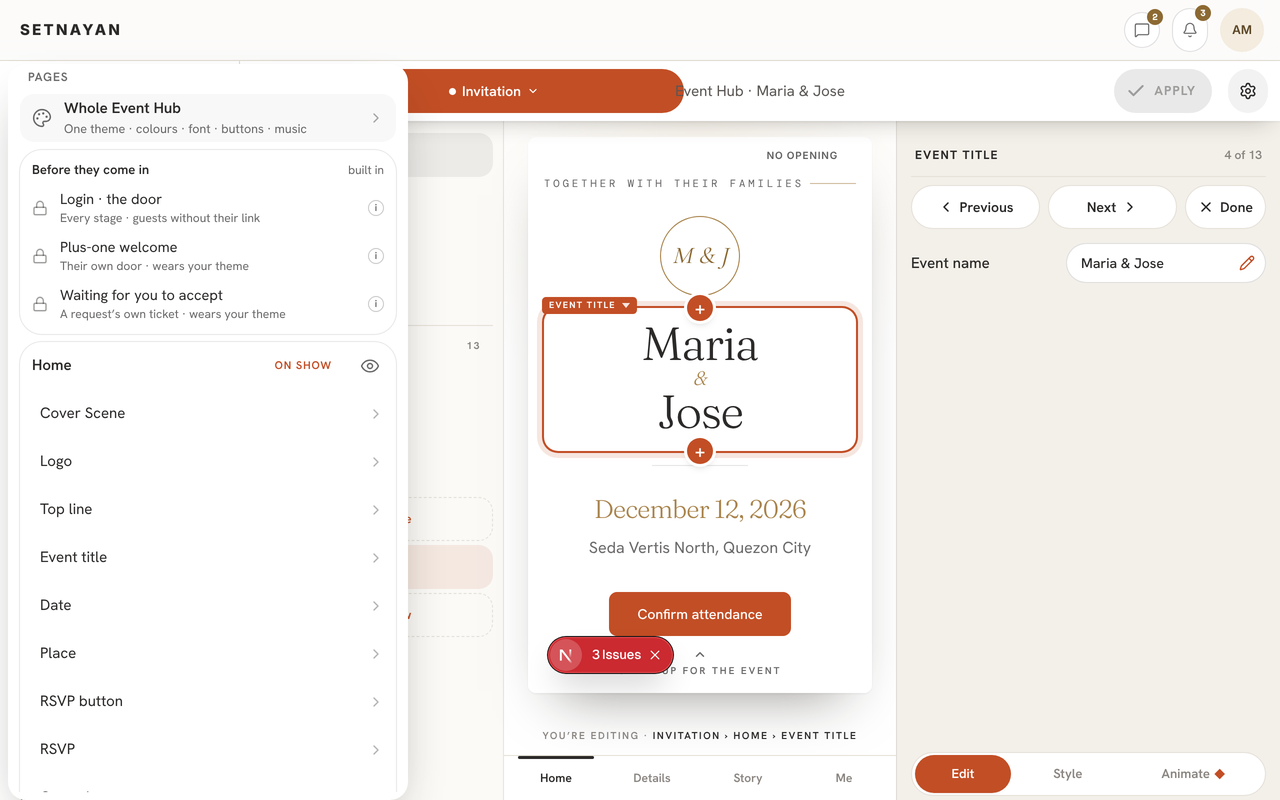 SETNAYAN
2
3
AM
PAGES
Whole Event Hub
One theme · colours · font · buttons · music
Before they come in
built in
Login · the door
Every stage · guests without their link
Plus-one welcome
Their own door · wears your theme
Waiting for you to accept
A request’s own ticket · wears your theme
Home
ON SHOW
Cover Scene
Logo
Top line
Event title
Date
Place
RSVP button
RSVP
Invitation
Event Hub · Maria & Jose
APPLY
13
NO OPENING
TOGETHER WITH THEIR FAMILIES
M & J
EVENT TITLE
Maria
&
Jose
December 12, 2026
Seda Vertis North, Quezon City
Confirm attendance
3 Issues
UP FOR THE EVENT
YOU’RE EDITING · INVITATION › HOME › EVENT TITLE
Home
Details
Story
Me
EVENT TITLE
4 of 13
Previous
Next
Done
Event name
Maria & Jose
Edit
Style
Animate